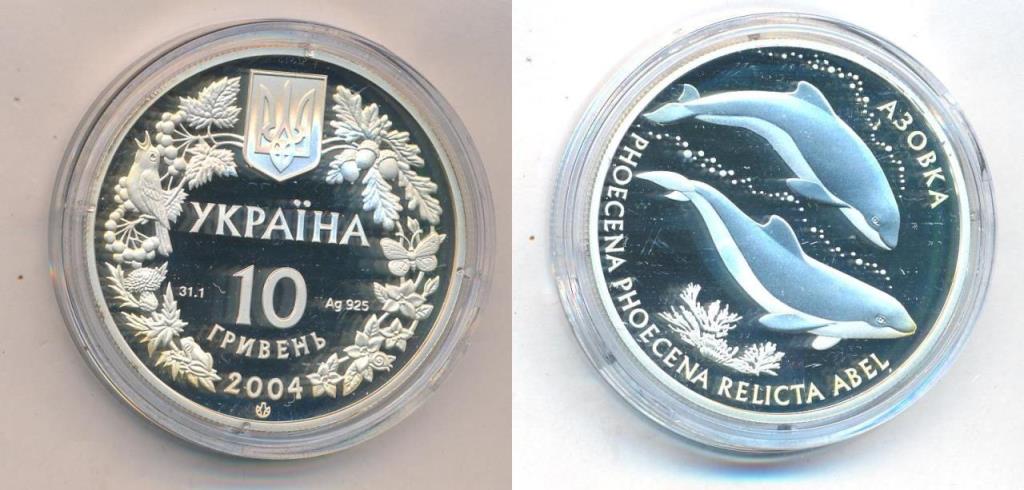 УКРАЇНА
31.1
10
Ag 925
ГРИВЕНЬ
2004
АЗОВКА
PHOECENA PHOECENA RELICTA ABEL